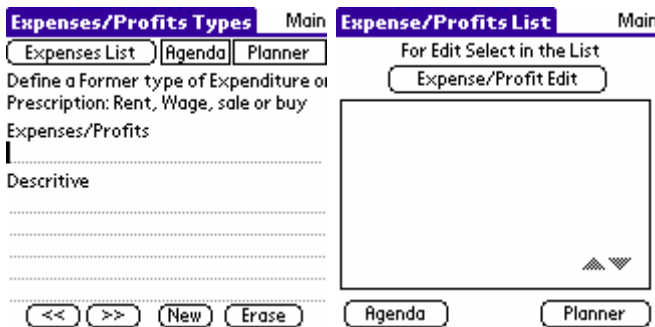 Expenses/Profits Types Main
Expenses List Agenda Planner
Define a Former type of Expenditure or
Prescription: Rent, Wage, sale or buy
Expenses/Profits
Descritive
<< >> New Erase
Expense/Profits List Main
For Edit Select in the List
Expense/Profit Edit
Agenda Planner